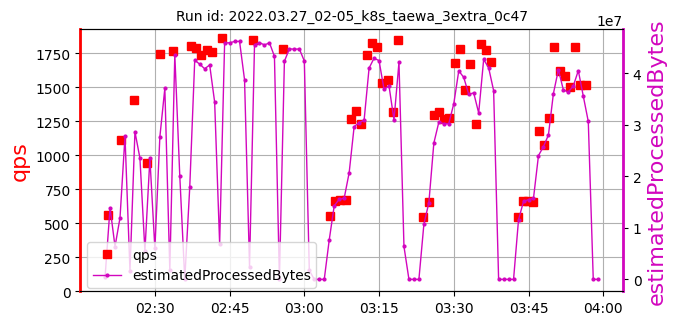 Run id: 2022.03.27_02-05_k8s_taewa_3extra_0c47
1e7
1750
1500
1250
1000
750
500
250
0
qps
4
3
2
1
0
estimatedProcessedBytes
qps
estimatedProcessedBytes
02:30 02:45 03:00 03:15 03:30 03:45 04:00